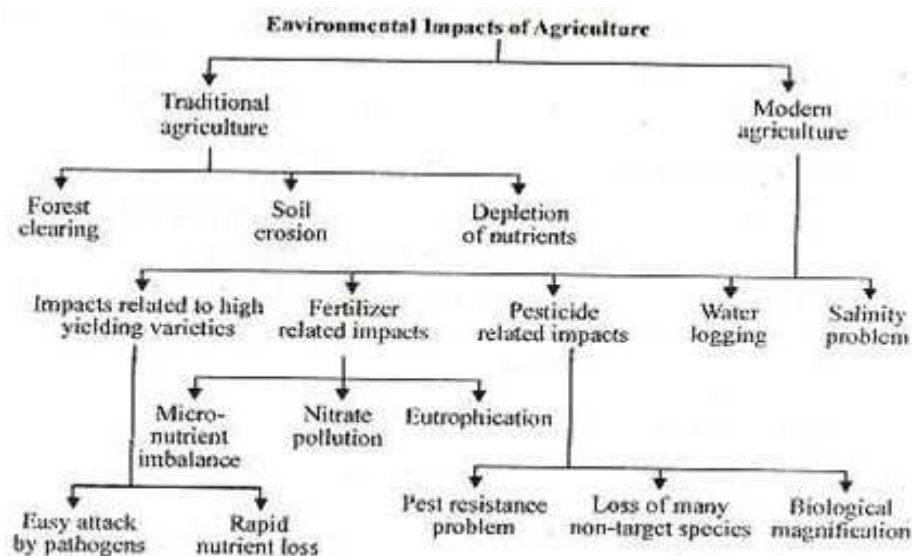 Environmental Impacts of Agriculture
Traditional
agriculture
Modern
agriculture
Forest
clearing
Soil
erosion
Depletion
of nutrients
Impacts related to high
yielding varieties
Fertilizer
related impacts
Pesticide
related impacts
Water
logging
Salinity
problem
Micro-
nutrient
imbalance
Nitrate
pollution
Eutrophication
Easy attack
by pathogens
Rapid
nutrient loss
Pest resistance
problem
Loss of many
non-target species
Biological
magnification